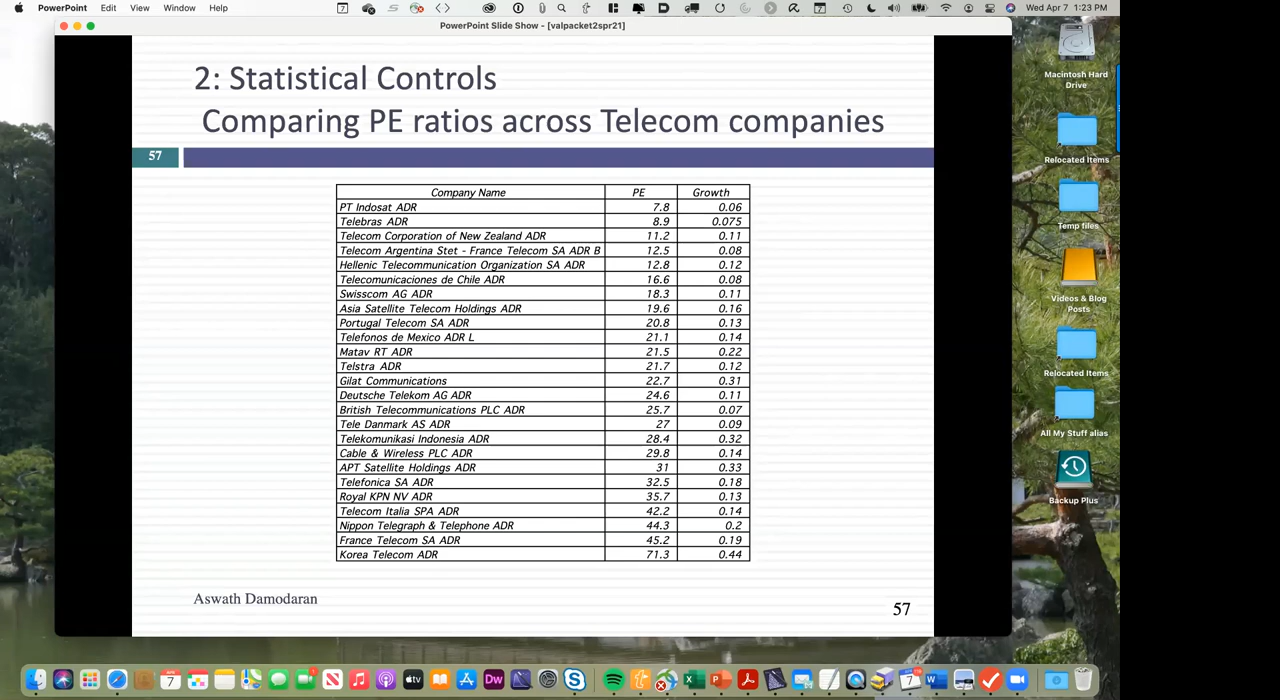 PowerPoint Edit View Window Help Wed Apr 7 1:23 PM
PowerPoint Slide Show - [valpacket2spr21]
2: Statistical Controls
Comparing PE ratios across Telecom companies
57
Company Name PE Growth
PT Indosat ADR 7.8 0.06
Telebras ADR 8.9 0.075
Telecom Corporation of New Zealand ADR 11.2 0.11
Telecom Argentina Stet - France Telecom SA ADR B 12.5 0.08
Hellenic Telecommunication Organization SA ADR 12.8 0.12
Telecomunicaciones de Chile ADR 16.6 0.08
Swisscom AG ADR 18.3 0.11
Asia Satellite Telecom Holdings ADR 19.6 0.16
Portugal Telecom SA ADR 20.8 0.13
Telefonos de Mexico ADR L 21.1 0.14
Matav RT ADR 21.5 0.22
Telstra ADR 21.7 0.12
Gilat Communications 22.7 0.31
Deutsche Telekom AG ADR 24.6 0.11
British Telecommunications PLC ADR 25.7 0.07
Tele Danmark AS ADR 27 0.09
Telekomunikasi Indonesia ADR 28.4 0.32
Cable & Wireless PLC ADR 29.8 0.14
APT Satellite Holdings ADR 31 0.33
Telefonica SA ADR 32.5 0.18
Royal KPN NV ADR 35.7 0.13
Telecom Italia SPA ADR 42.2 0.14
Nippon Telegraph & Telephone ADR 44.3 0.2
France Telecom SA ADR 45.2 0.19
Korea Telecom ADR 71.3 0.44
Aswath Damodaran
57
Macintosh Hard
Drive
Relocated Items
Temp files
Videos & Blog
Posts
Relocated Items
All My Stuff alias
Backup Plus